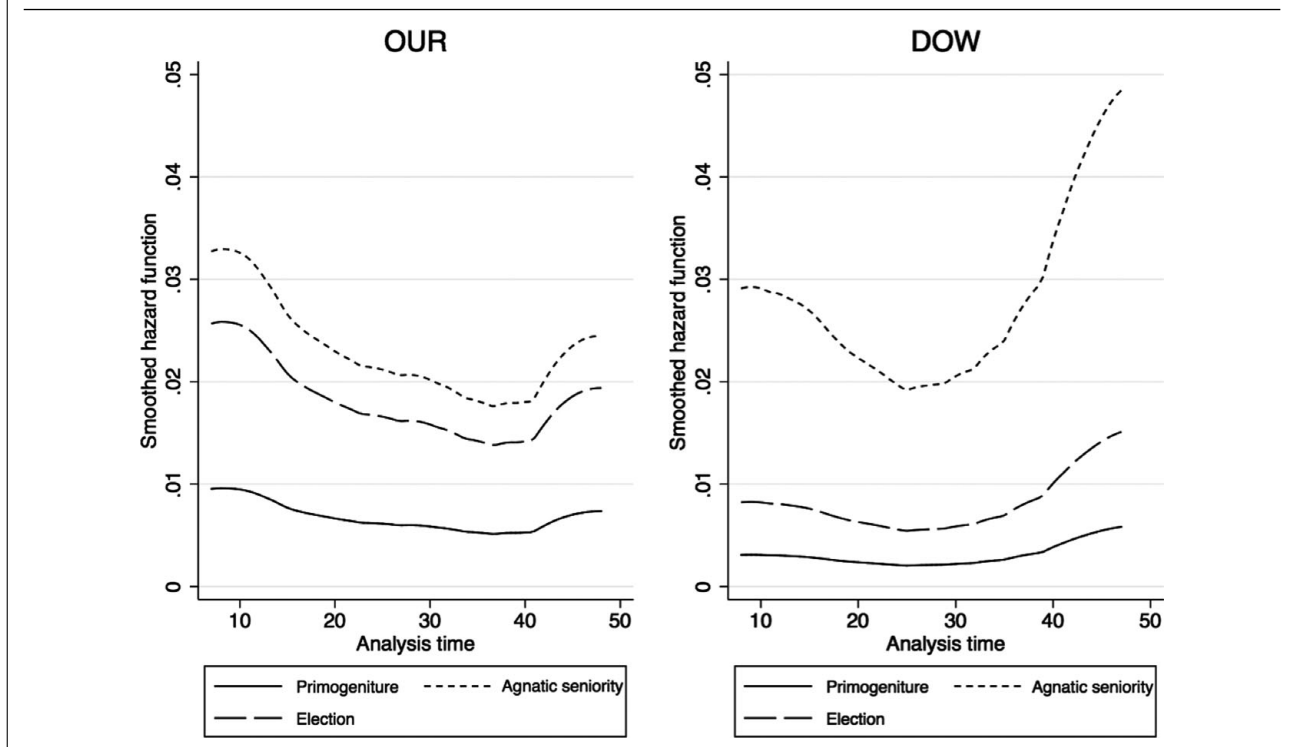 OUR
Smoothed hazard function
.05
.04
.03
.02
.01
0
10 20 30 40 50
Analysis time
Primogeniture Agnatic seniority
Election
DOW
Smoothed hazard function
.05
.04
.03
.02
.01
0
10 20 30 40 50
Analysis time
Primogeniture Agnatic seniority
Election